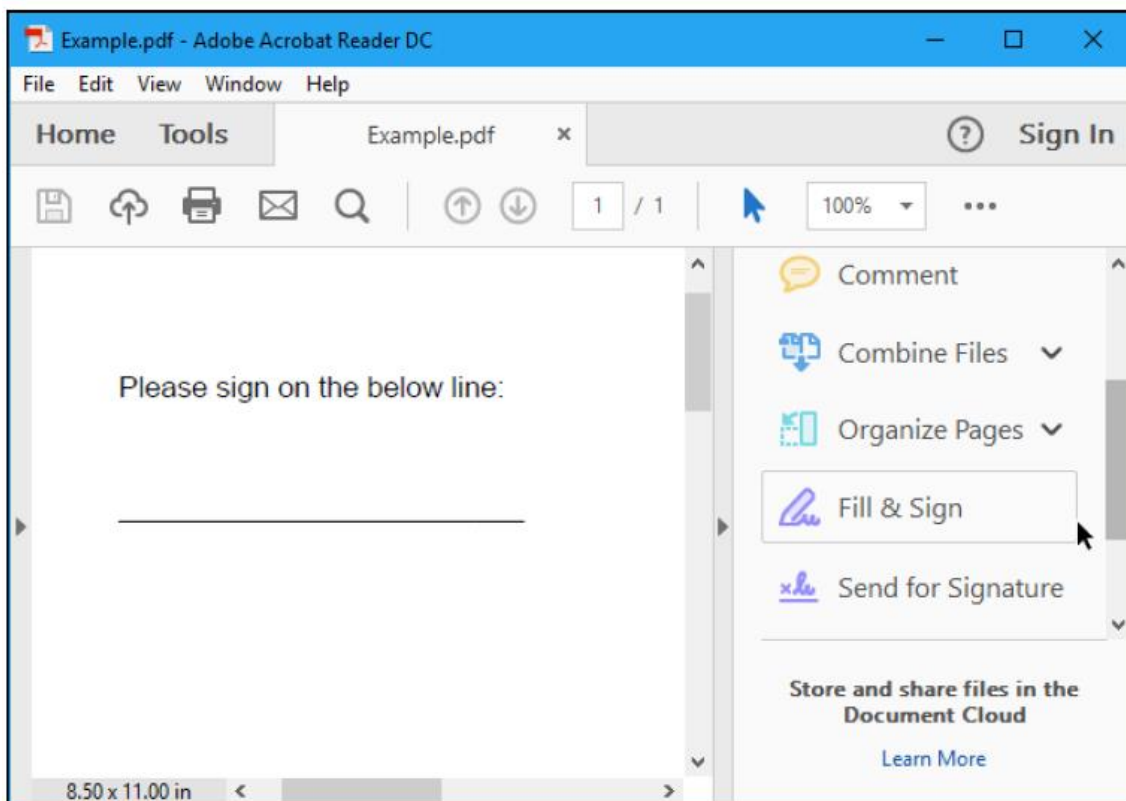 Example.pdf - Adobe Acrobat Reader DC
File Edit View Window Help
Home Tools Example.pdf × ? Sign In
1 / 1 100%
Comment
Combine Files
Organize Pages
Fill & Sign
Send for Signature
Please sign on the below line:
Store and share files in the
Document Cloud
Learn More
8.50 x 11.00 in